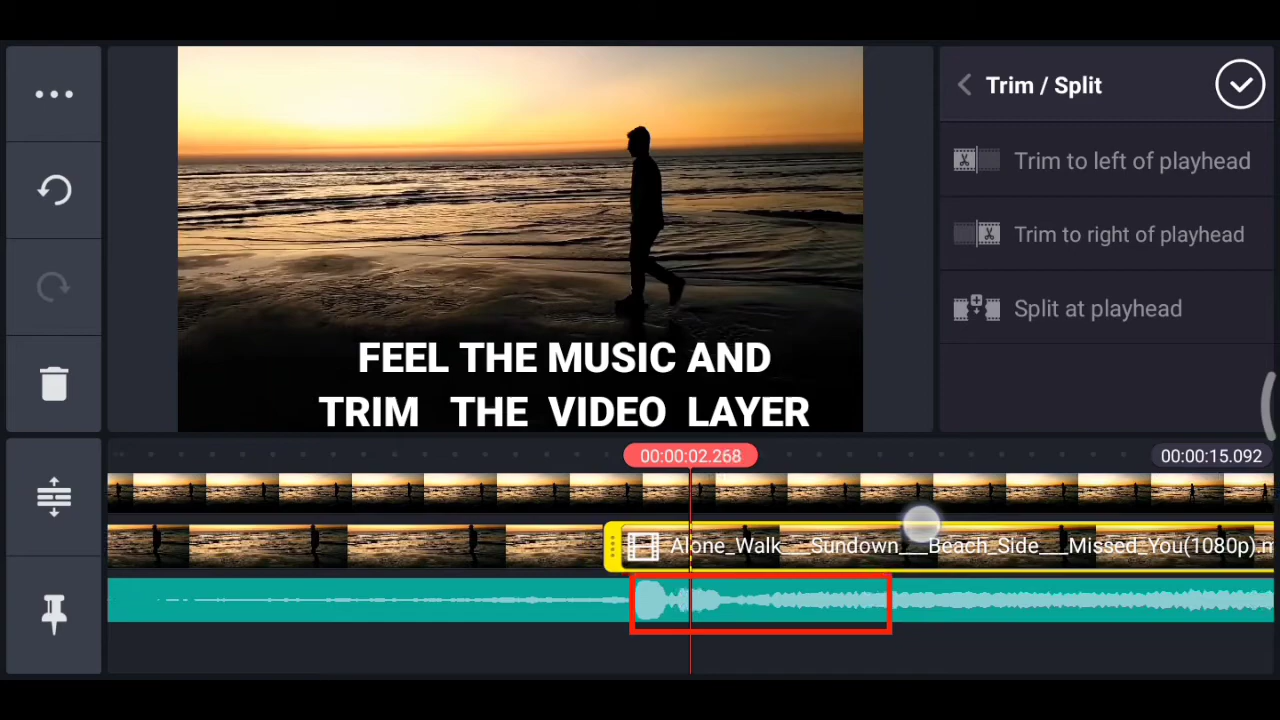 Trim / Split
Trim to left of playhead
Trim to right of playhead
Split at playhead
FEEL THE MUSIC AND
TRIM THE VIDEO LAYER
00:00:02.268
00:00:15.092
Alone_Walk___Sundown___Beach_Side___Missed_You(1080p).m